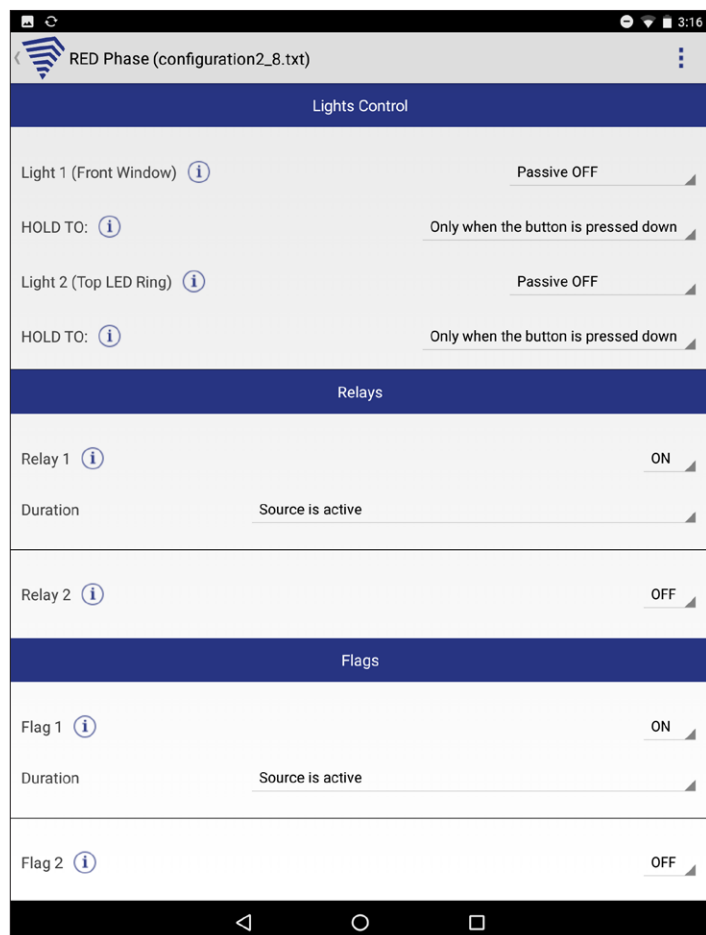 3:16
RED Phase (configuration2_8.txt)
Lights Control
Light 1 (Front Window) i Passive OFF
HOLD TO: i Only when the button is pressed down
Light 2 (Top LED Ring) i Passive OFF
HOLD TO: i Only when the button is pressed down
Relays
Relay 1 i ON
Duration Source is active
Relay 2 i OFF
Flags
Flag 1 i ON
Duration Source is active
Flag 2 i OFF